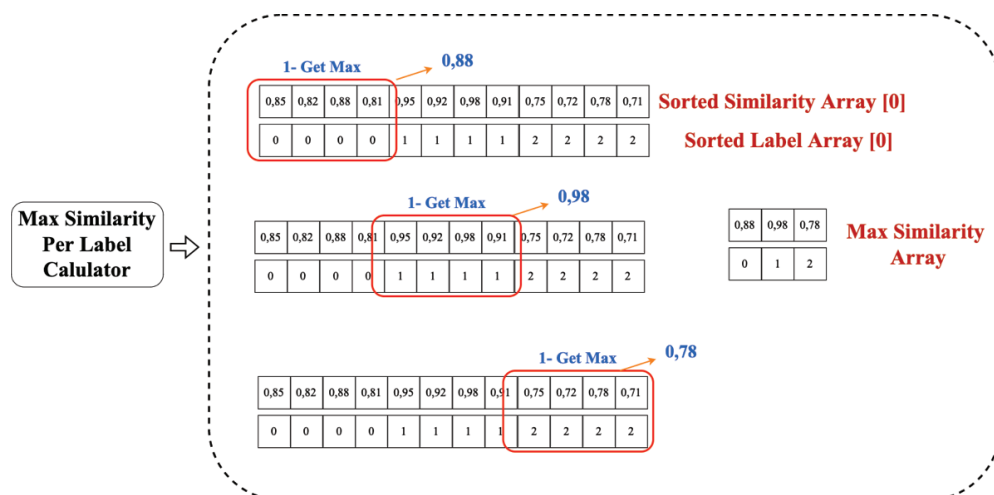 1- Get Max
0,88
0,85 0,82 0,88 0,81 0,95 0,92 0,98 0,91 0,75 0,72 0,78 0,71
Sorted Similarity Array [0]
0 0 0 0 1 1 1 1 2 2 2 2
Sorted Label Array [0]
1- Get Max
0,98
Max Similarity
Per Label
Calulator
0,85 0,82 0,88 0,81 0,95 0,92 0,98 0,91 0,75 0,72 0,78 0,71
0 0 0 0 1 1 1 1 2 2 2 2
0,88 0,98 0,78
0 1 2
Max Similarity
Array
1- Get Max
0,78
0,85 0,82 0,88 0,81 0,95 0,92 0,98 0,91 0,75 0,72 0,78 0,71
0 0 0 0 1 1 1 1 2 2 2 2